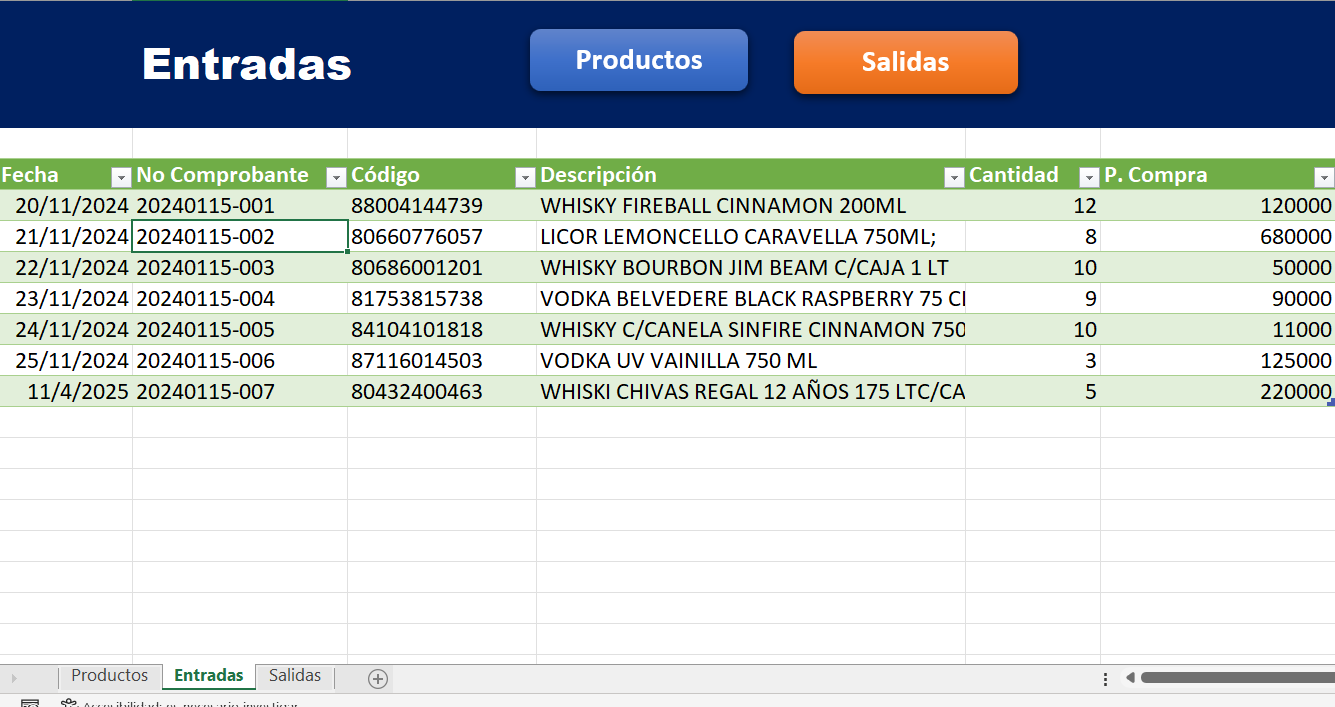 Entradas Productos Salidas
Fecha No Comprobante Código Descripción Cantidad P. Compra
20/11/2024 20240115-001 88004144739 WHISKY FIREBALL CINNAMON 200ML 12 120000
21/11/2024 20240115-002 80660776057 LICOR LEMONCELLO CARAVELLA 750ML; 8 680000
22/11/2024 20240115-003 80686001201 WHISKY BOURBON JIM BEAM C/CAJA 1 LT 10 50000
23/11/2024 20240115-004 81753815738 VODKA BELVEDERE BLACK RASPBERRY 75 9 90000
24/11/2024 20240115-005 84104101818 WHISKY C/CANELA SINFIRE CINNAMON 750 10 11000
25/11/2024 20240115-006 87116014503 VODKA UV VAINILLA 750 ML 3 125000
11/4/2025 20240115-007 80432400463 WHISKI CHIVAS REGAL 12 AÑOS 175 LTC/CA 5 220000
Productos Entradas Salidas
Accesibilidad: es necesario investigar